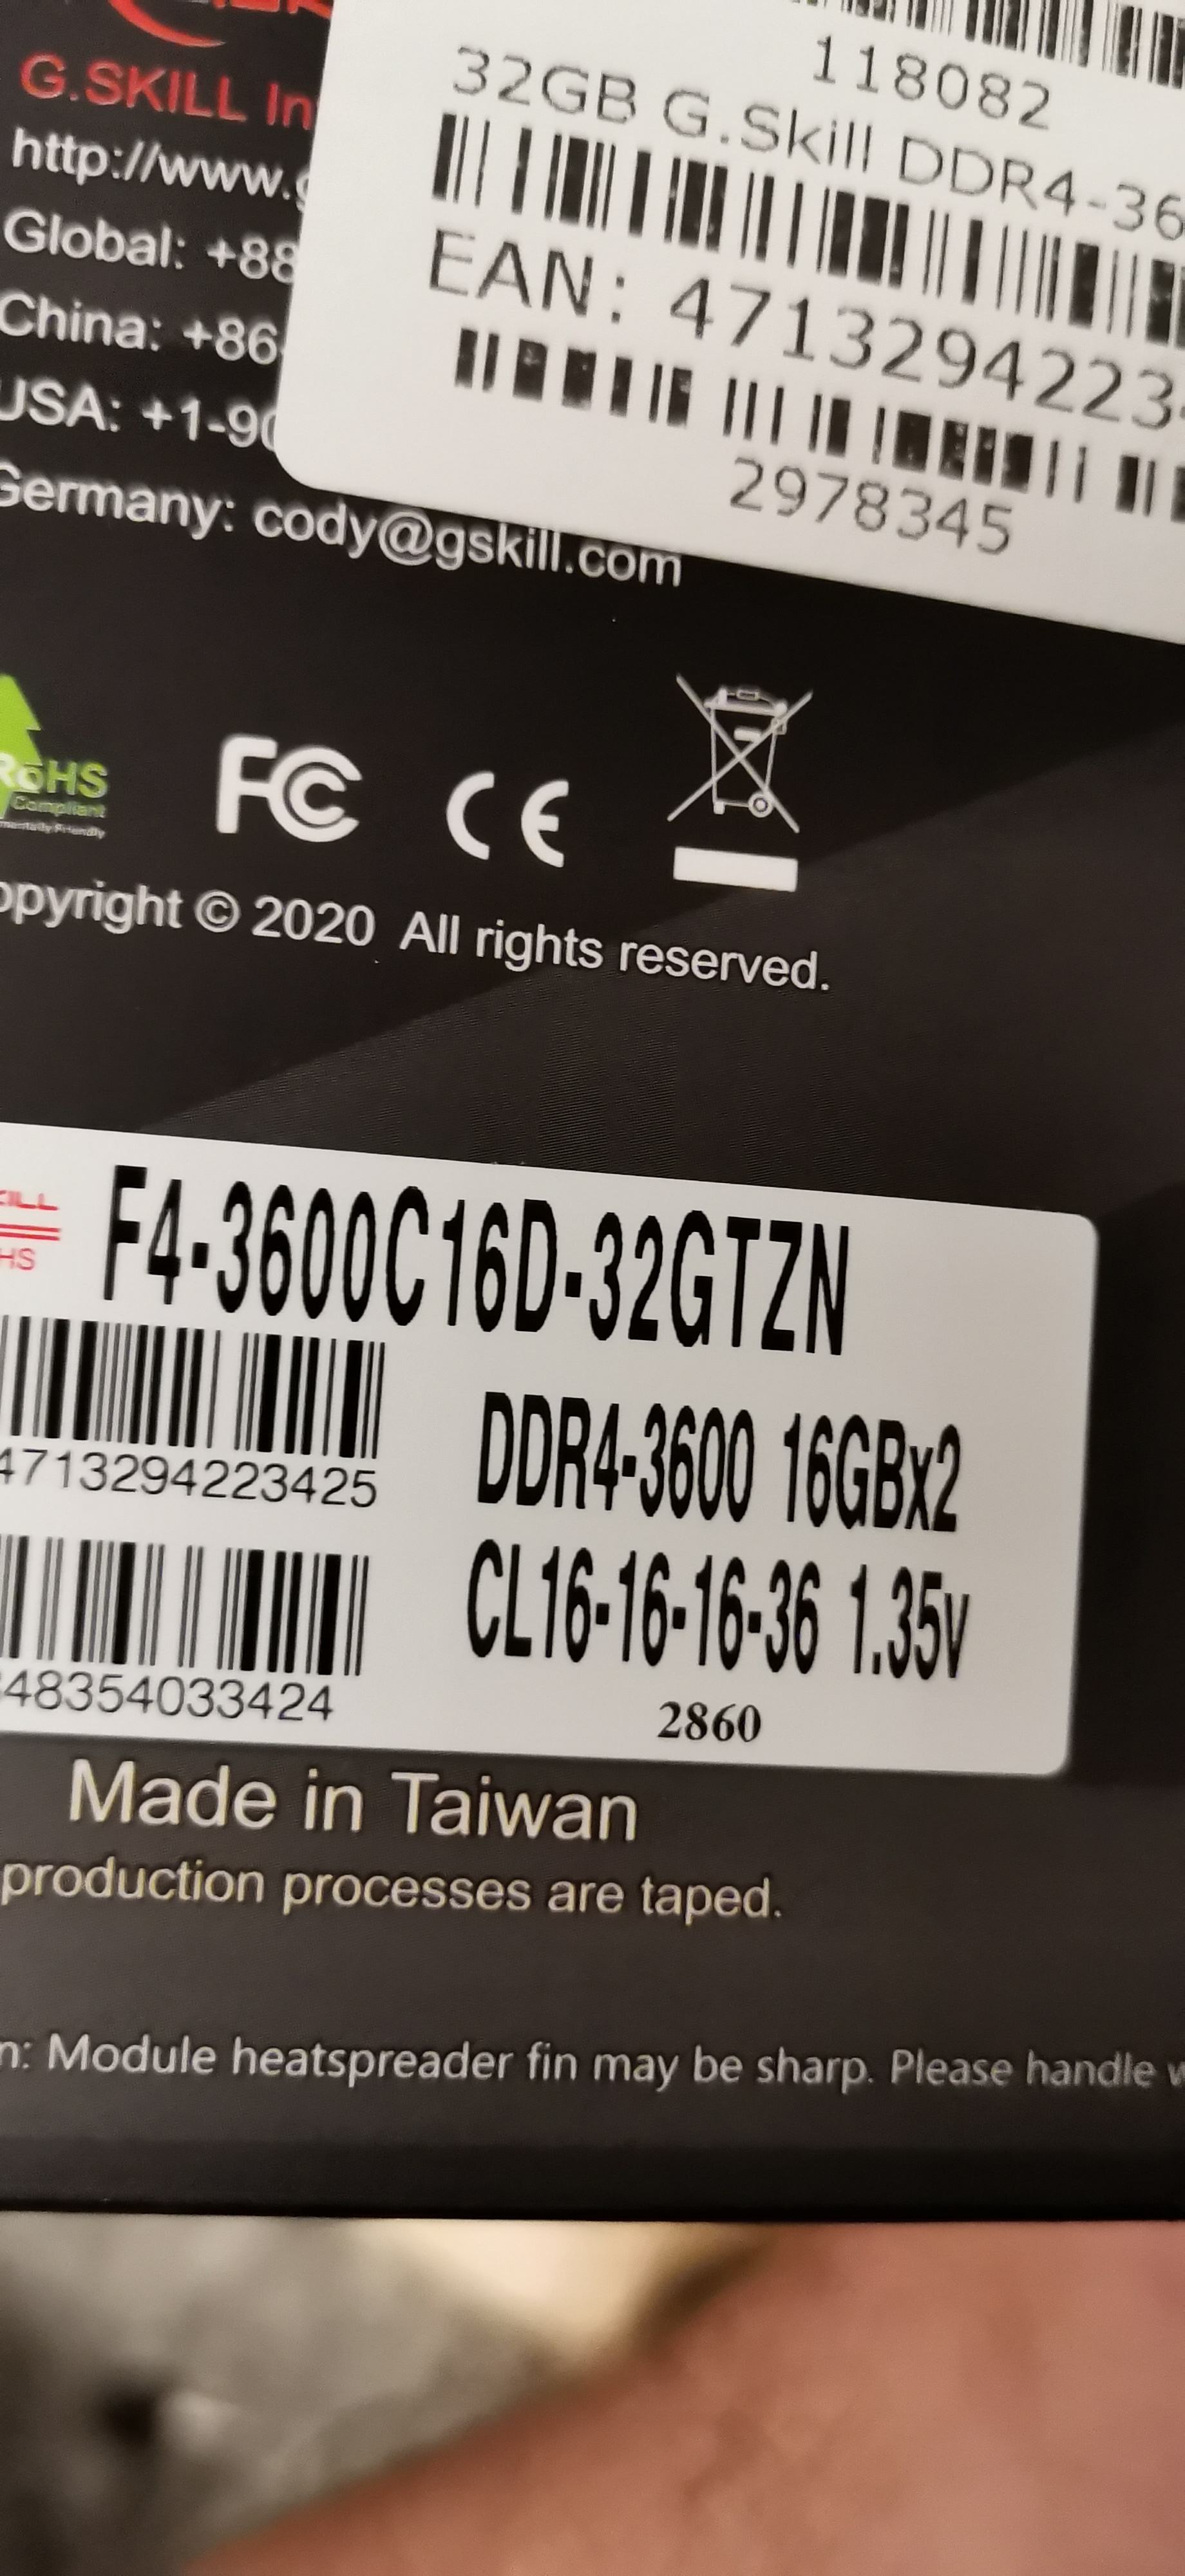 G.SKILL In
http://www.g
Global: +88
China: +86
USA: +1-90
Germany: cody@gskill.com
118082
32GB G.Skill DDR4-36
EAN: 4713294223
2978345
RoHS
Compliant
FC CE
opyright © 2020 All rights reserved.
KILL
HS
F4-3600C16D-32GTZN
4713294223425
DDR4-3600 16GBx2
CL16-16-16-36 1.35v
48354033424
2860
Made in Taiwan
production processes are taped.
n: Module heatspreader fin may be sharp. Please handle w